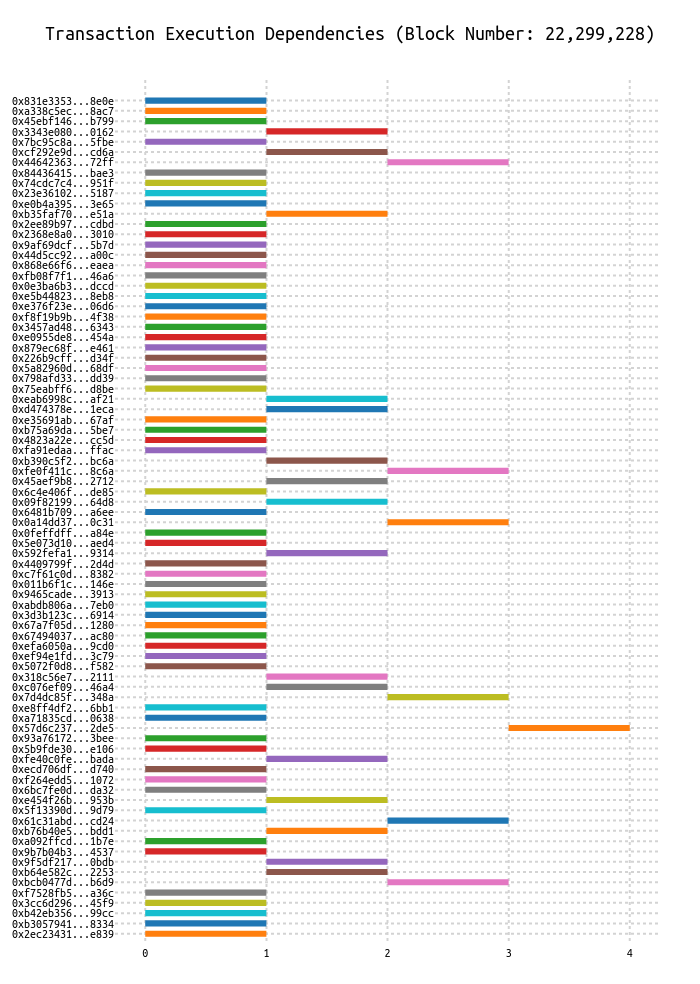 Transaction Execution Dependencies (Block Number: 22,299,228)
0x831e3353...8e0e
0xa338c5ec...8ac7
0x45ebf146...b799
0x3343e080...0162
0x7bc95c8a...5fbe
0xcf292e9d...cd6a
0x44642363...72ff
0x84436415...bae3
0x74cdc7c4...951f
0x23e36102...5187
0xe0b4a395...3e65
0xb35faf70...e51a
0x2ee89b97...cdbd
0x2368e8a0...3010
0x9af69dcf...5b7d
0x44d5cc92...a00c
0x868e66f6...eaea
0xfb08f7f1...46a6
0x0e3ba6b3...dccd
0xe5b44823...8eb8
0xe376f23e...06d6
0xf8f19b9b...4f38
0x3457ad48...6343
0xe0955de8...454a
0x879ec68f...e461
0x226b9cff...d34f
0x5a82960d...68df
0x798afd33...dd39
0x75eabff6...d8be
0xeab6998c...af21
0xd474378e...1eca
0xe35691ab...67af
0xb75a69da...5be7
0x4823a22e...cc5d
0xfa91edaa...ffac
0xb390c5f2...bc6a
0xfe0f411c...8c6a
0x45aef9b8...2712
0x6c4e406f...de85
0x09f82199...64d8
0x6481b709...a6ee
0x0a14dd37...0c31
0x0feffdff...a84e
0x5e073d10...aed4
0x592fefa1...9314
0x4409799f...2d4d
0xc7f61c0d...8382
0x011b6f1c...146e
0x9465cade...3913
0xabdb806a...7eb0
0x3d3b123c...6914
0x67a7f05d...1280
0x67494037...ac80
0xefa6050a...9cd0
0xef94e1fd...3c79
0x5072f0d8...f582
0x318c56e7...2111
0xc076ef09...46a4
0x7d4dc85f...348a
0xe8ff4df2...6bb1
0xa71835cd...0638
0x57d6c237...2de5
0x93a76172...3bee
0x5b9fde30...e106
0xfe40c0fe...bada
0xecd706df...d740
0xf264edd5...1072
0x6bc7fe0d...da32
0xe454f26b...953b
0x5f13390d...9d79
0x61c31abd...cd24
0xb76b40e5...bdd1
0xa092ffcd...1b7e
0x9b7b04b3...4537
0x9f5df217...0bdb
0xb64e582c...2253
0xbcb0477d...b6d9
0xf7528fb5...a36c
0x3cc6d296...45f9
0xb42eb356...99cc
0xb3057941...8334
0x2ec23431...e839
0 1 2 3 4